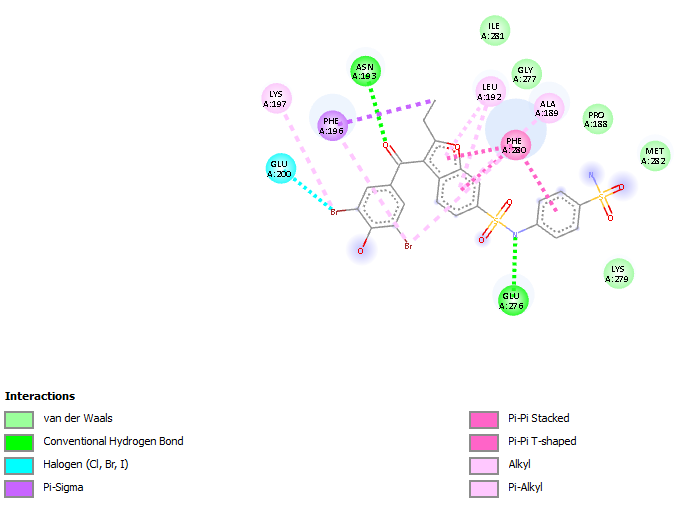 ILE
A:281
ASN
A:193
GLY
A:277
LYS
A:197
LEU
A:192
ALA
A:189
PHE
A:196
PRO
A:188
PHE
A:280
MET
A:282
GLU
A:200
O
O
N
O
S
O
Br
O
O
Br
S
N
O
LYS
A:279
GLU
A:276
Interactions
van der Waals
Conventional Hydrogen Bond
Halogen (Cl, Br, I)
Pi-Sigma
Pi-Pi Stacked
Pi-Pi T-shaped
Alkyl
Pi-Alkyl